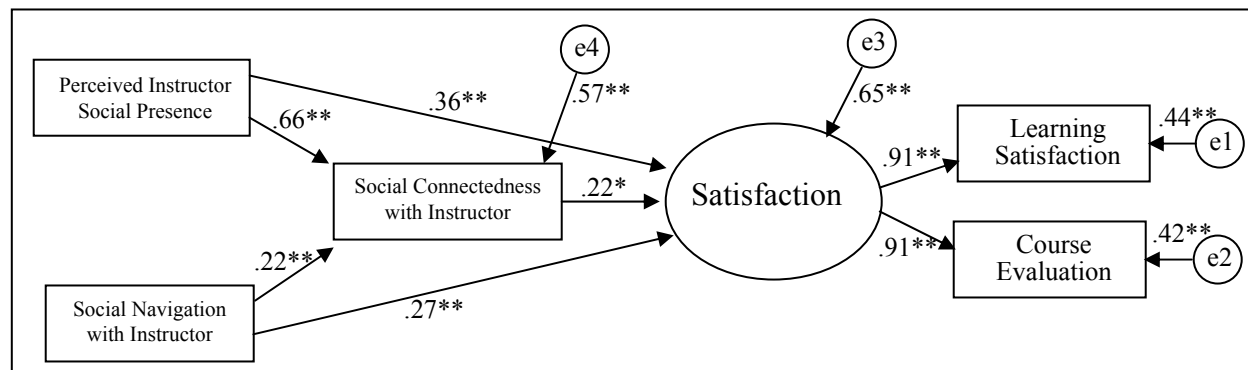 e4
e3
Perceived Instructor
Social Presence
.36**
.57**
.65**
.66**
Learning
Satisfaction
.44**
e1
.91**
Social Connectedness
with Instructor
.22*
Satisfaction
.91**
Course
Evaluation
.42**
e2
.22**
Social Navigation
with Instructor
.27**